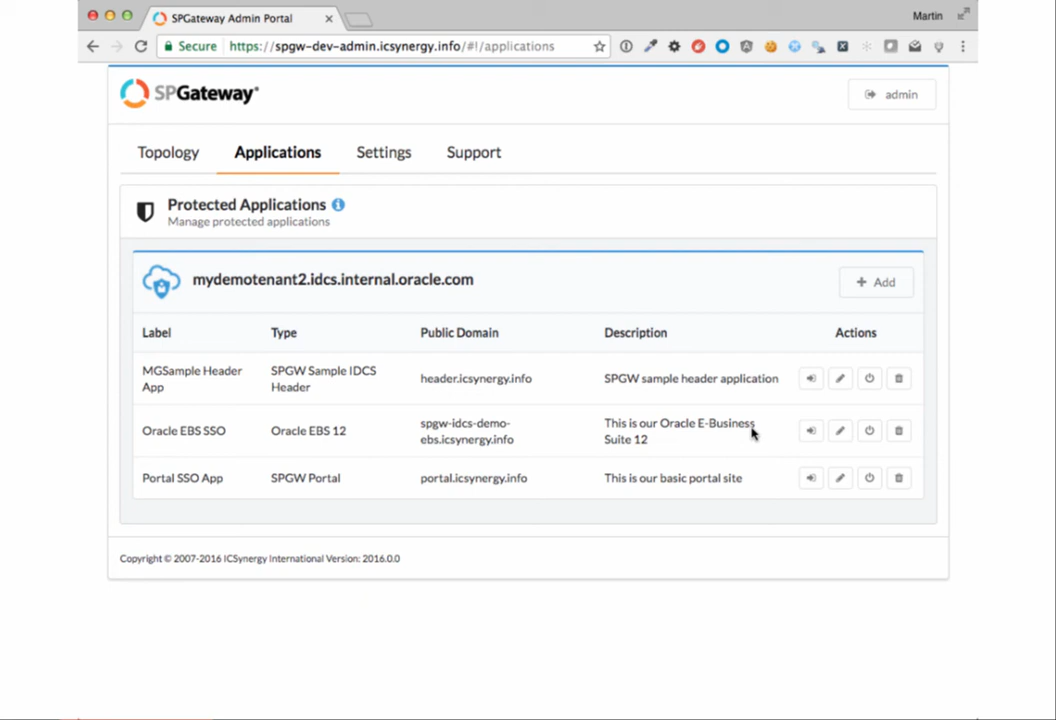 SPGateway Admin Portal
Martin
Secure https://spgw-dev-admin.icsynergy.info/#!/applications
SPGateway®
admin
Topology Applications Settings Support
Protected Applications
Manage protected applications
mydemotenant2.idcs.internal.oracle.com
+ Add
Label Type Public Domain Description Actions
MGSample Header App SPGW Sample IDCS Header header.icsynergy.info SPGW sample header application
Oracle EBS SSO Oracle EBS 12 spgw-idcs-demo-ebs.icsynergy.info This is our Oracle E-Business Suite 12
Portal SSO App SPGW Portal portal.icsynergy.info This is our basic portal site
Copyright © 2007-2016 ICSynergy International Version: 2016.0.0